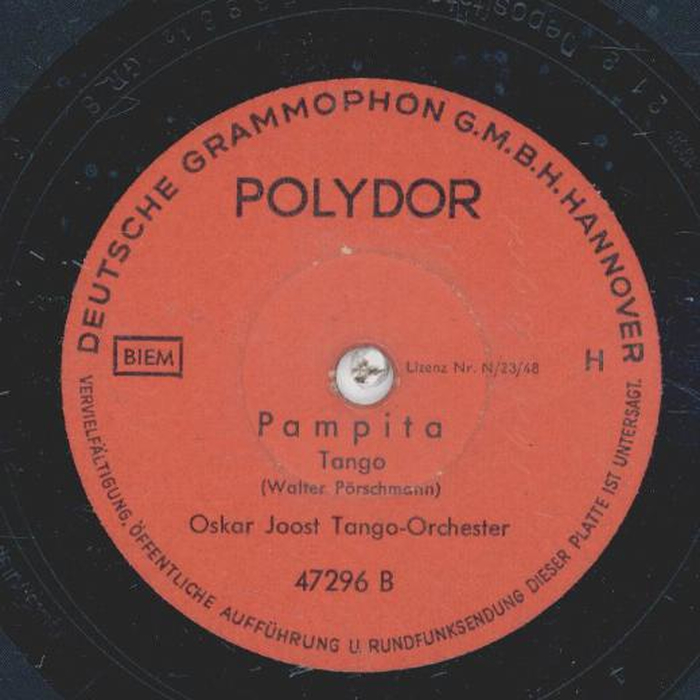 DEUTSCHE GRAMMOPHON G.M.B.H. HANNOVER
POLYDOR
BIEM
Lizenz Nr. N/23/48
H
Pampita
Tango
(Walter Pörschmann)
Oskar Joost Tango-Orchester
47296 B
VERVIELFÄLTIGUNG, ÖFFENTLICHE AUFFÜHRUNG U. RUNDFUNKSENDUNG DIESER PLATTE IST UNTERSAGT.